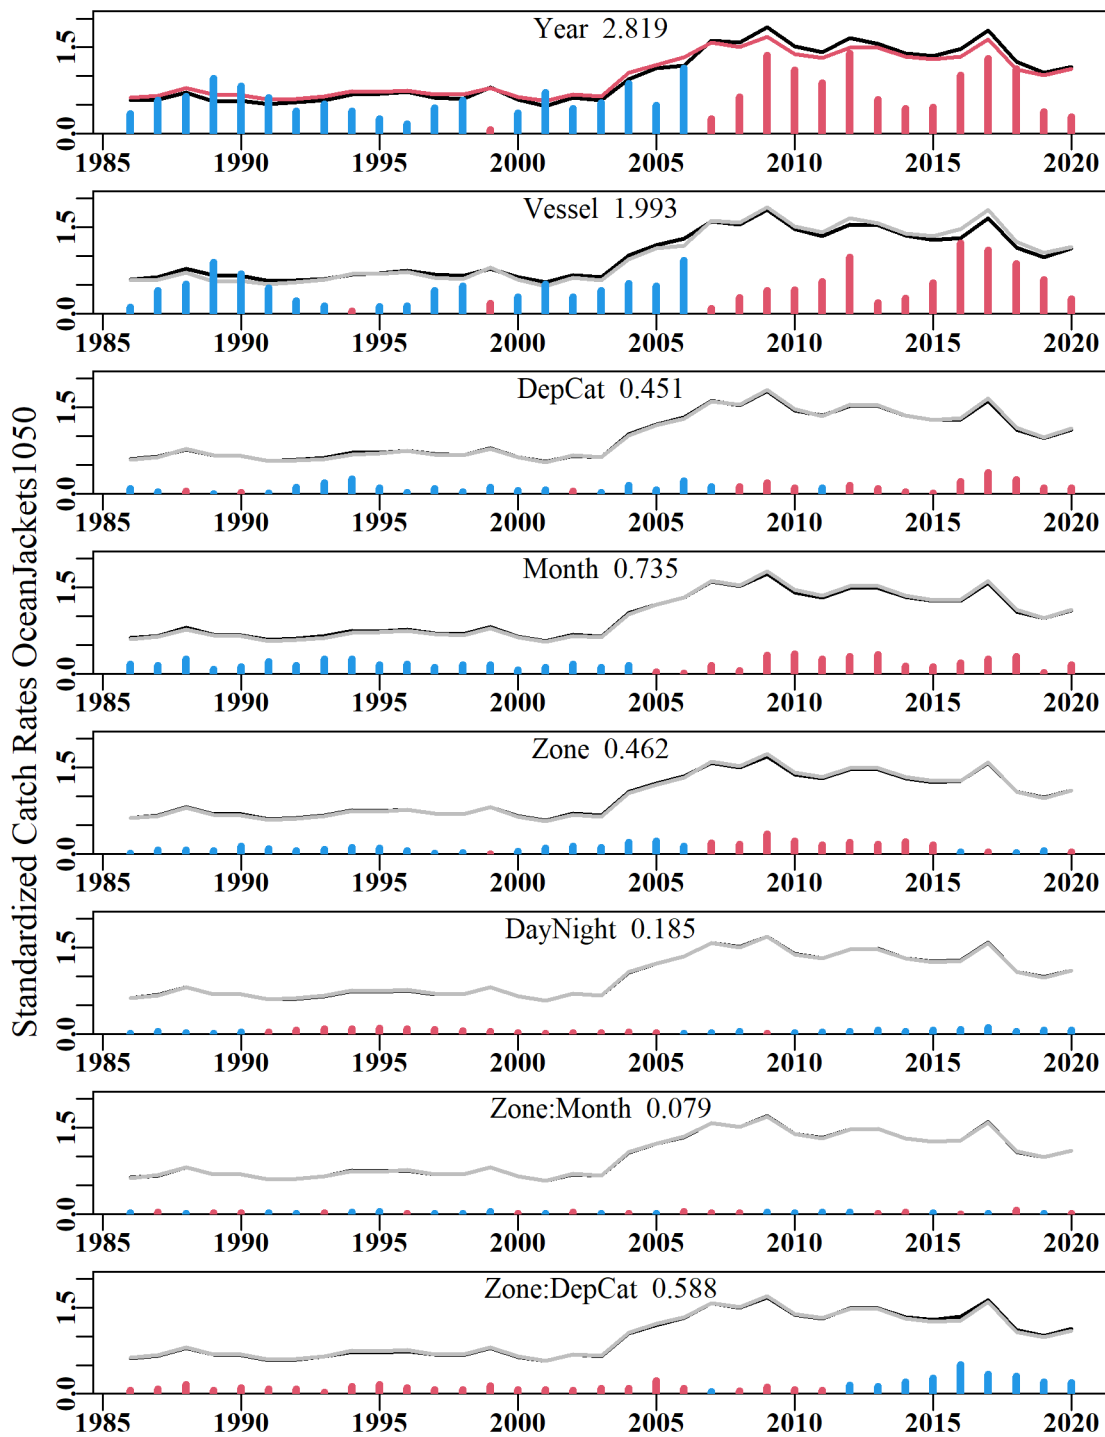 Standardized Catch Rates OceanJackets1050
Year 2.819
0.0 1.5
1985 1990 1995 2000 2005 2010 2015 2020
Vessel 1.993
0.0 1.5
1985 1990 1995 2000 2005 2010 2015 2020
DepCat 0.451
0.0 1.5
1985 1990 1995 2000 2005 2010 2015 2020
Month 0.735
0.0 1.5
1985 1990 1995 2000 2005 2010 2015 2020
Zone 0.462
0.0 1.5
1985 1990 1995 2000 2005 2010 2015 2020
DayNight 0.185
0.0 1.5
1985 1990 1995 2000 2005 2010 2015 2020
Zone:Month 0.079
0.0 1.5
1985 1990 1995 2000 2005 2010 2015 2020
Zone:DepCat 0.588
0.0 1.5
1985 1990 1995 2000 2005 2010 2015 2020